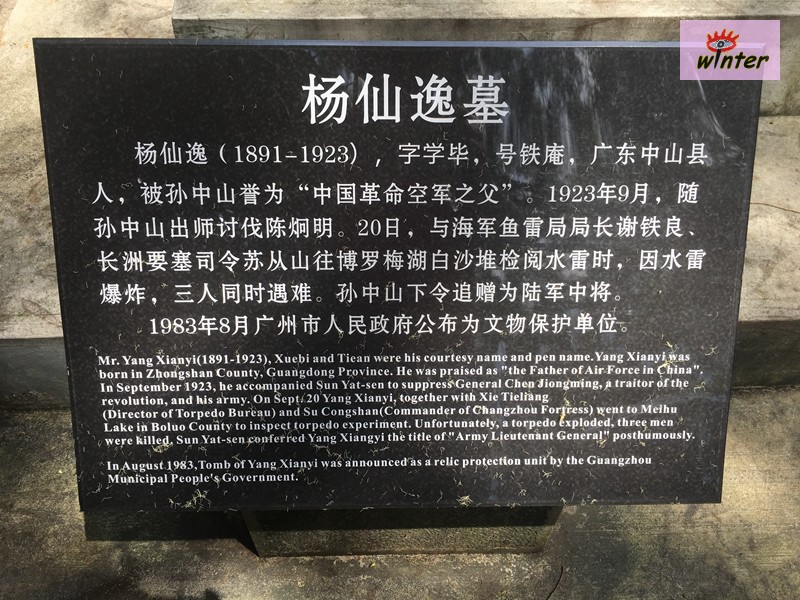 winter
杨仙逸墓
杨仙逸（1891-1923），字学毕，号铁庵，广东中山县
人，被孙中山誉为“中国革命空军之父”。1923年9月，随
孙中山出师讨伐陈炯明。20日，与海军鱼雷局局长谢铁良、
长洲要塞司令苏从山往博罗梅湖白沙堆检阅水雷时，因水雷
爆炸，三人同时遇难。孙中山下令追赠为陆军中将。
1983年8月广州市人民政府公布为文物保护单位。
Mr. Yang Xianyi(1891-1923), Xuebi and Tiean were his courtesy name and pen name.Yang Xianyi was
born in Zhongshan County, Guangdong Province. He was praised as "the Father of Air Force in China".
In September 1923, he accompanied Sun Yat-sen to suppress General Chen Jiongming, a traitor of the
revolution, and his army. On Sept. 20 Yang Xianyi, together with Xie Tieliang
(Director of Torpedo Bureau) and Su Congshan(Commander of Changzhou Fortress) went to Meihu
Lake in Boluo County to inspect torpedo experiment. Unfortunately, a torpedo exploded, three men
were killed. Sun Yat-sen conferred Yang Xiangyi the title of "Army Lieutenant General" posthumously.
In August 1983,Tomb of Yang Xianyi was announced as a relic protection unit by the Guangzhou
Municipal People's Government.